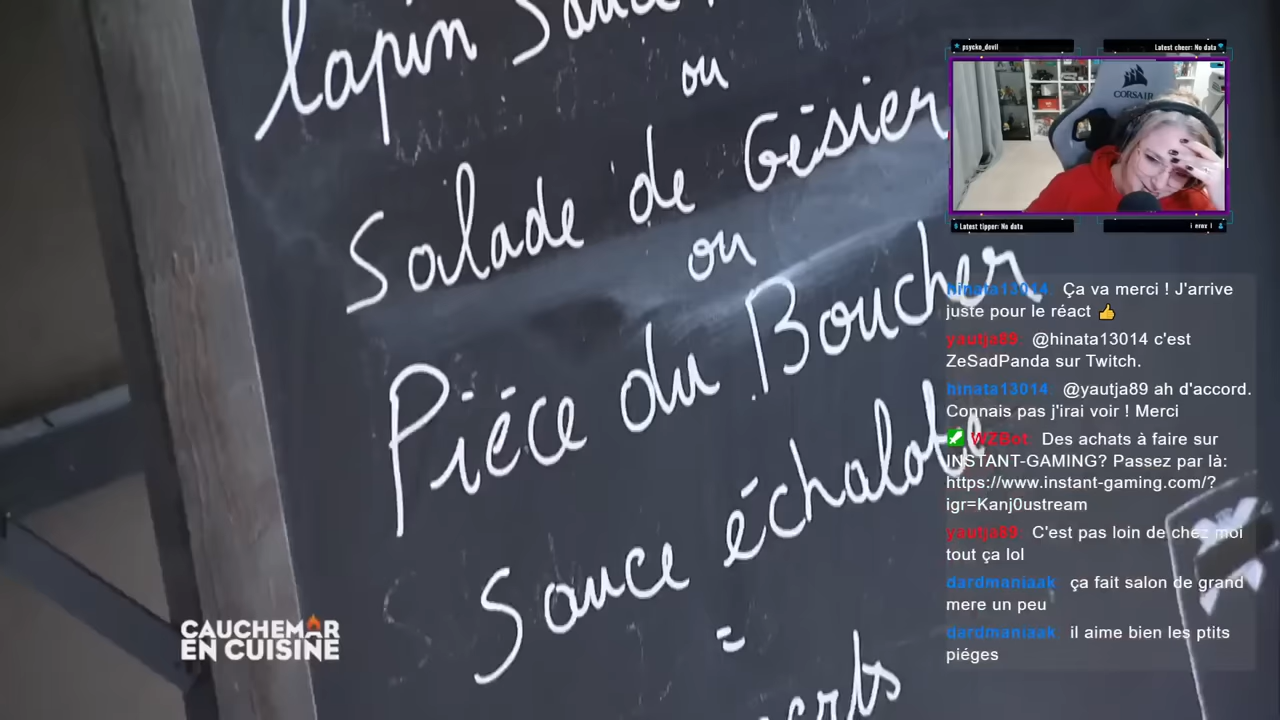 lapin Sauce
ou
Salade de Gésier
ou
Piéce du Boucher
Sauce échalote
=
CAUCHEMAR
EN CUISINE
psycko_devil
Latest cheer: No data
CORSAIR
Latest tipper: No data
hinata13014: Ça va merci ! J'arrive
juste pour le réact 👍
yautja89: @hinata13014 c'est
ZeSadPanda sur Twitch.
hinata13014: @yautja89 ah d'accord.
Connais pas j'irai voir ! Merci
WZBot: Des achats à faire sur
INSTANT-GAMING? Passez par là:
https://www.instant-gaming.com/?
igr=Kanj0ustream
yautja89: C'est pas loin de chez moi
tout ça lol
dardmaniaak: ça fait salon de grand
mere un peu
dardmaniaak: il aime bien les ptits
piéges